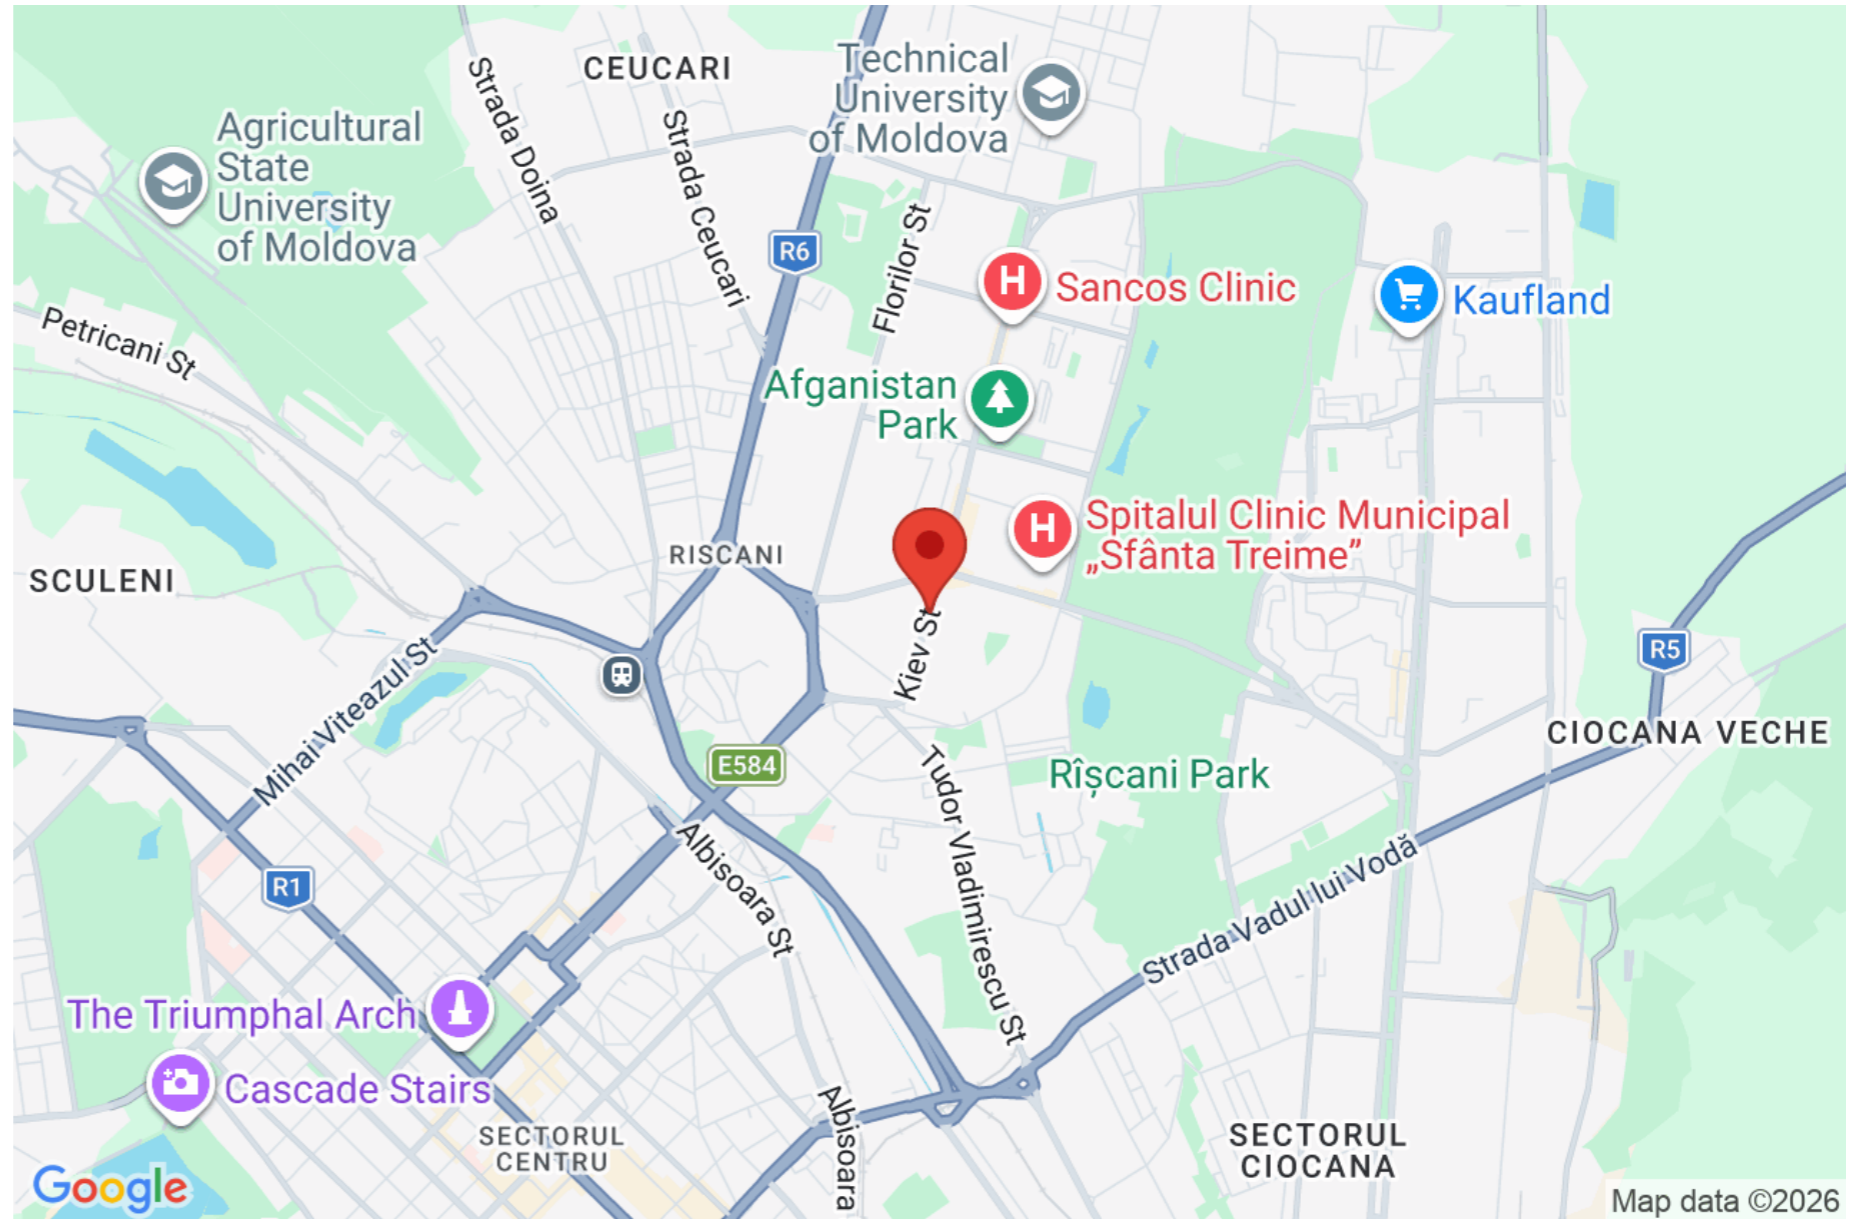 CEUCARI
Technical
University
of Moldova
Agricultural
State
University
of Moldova
Strada Doina
Strada Ceucari
R6
Florilor St
H
Sancos Clinic
Kaufland
Petricani St
Afganistan
Park
H
Spitalul Clinic Municipal
„Sfânta Treime”
RISCANI
SCULENI
Kiev St
R5
Mihai Viteazul St
CIOCANA VECHE
E584
Rîșcani Park
Tudor Vladimirescu St
Albisoara St
R1
Strada Vadul lui Vodă
The Triumphal Arch
Cascade Stairs
Albisoara
SECTORUL
CENTRU
SECTORUL
CIOCANA
Google
Map data ©2026